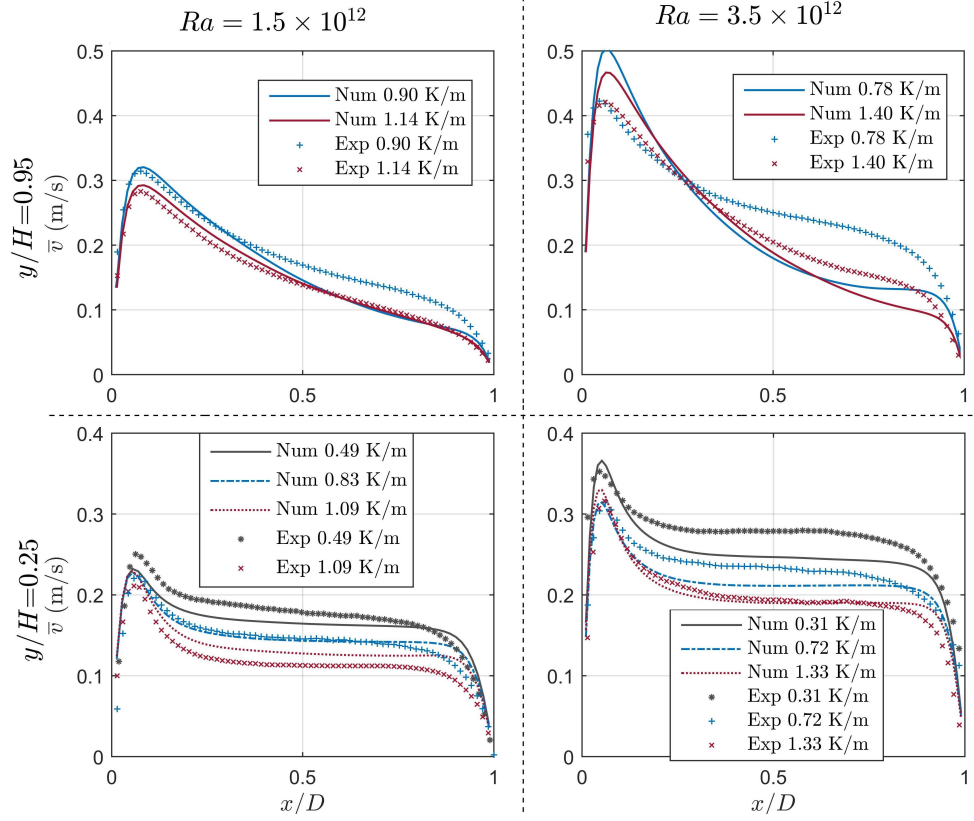 Ra = 1.5 × 10¹²
Ra = 3.5 × 10¹²
y/H=0.95
v̅ (m/s)
0.5
0.4
0.3
0.2
0.1
0
0
0.5
1
Num 0.90 K/m
Num 1.14 K/m
Exp 0.90 K/m
Exp 1.14 K/m
0.5
0.4
0.3
0.2
0.1
0
0
0.5
1
Num 0.78 K/m
Num 1.40 K/m
Exp 0.78 K/m
Exp 1.40 K/m
y/H=0.25
v̅ (m/s)
0.4
0.3
0.2
0.1
0
0
0.5
1
x/D
Num 0.49 K/m
Num 0.83 K/m
Num 1.09 K/m
Exp 0.49 K/m
Exp 1.09 K/m
0.4
0.3
0.2
0.1
0
0
0.5
1
x/D
Num 0.31 K/m
Num 0.72 K/m
Num 1.33 K/m
Exp 0.31 K/m
Exp 0.72 K/m
Exp 1.33 K/m